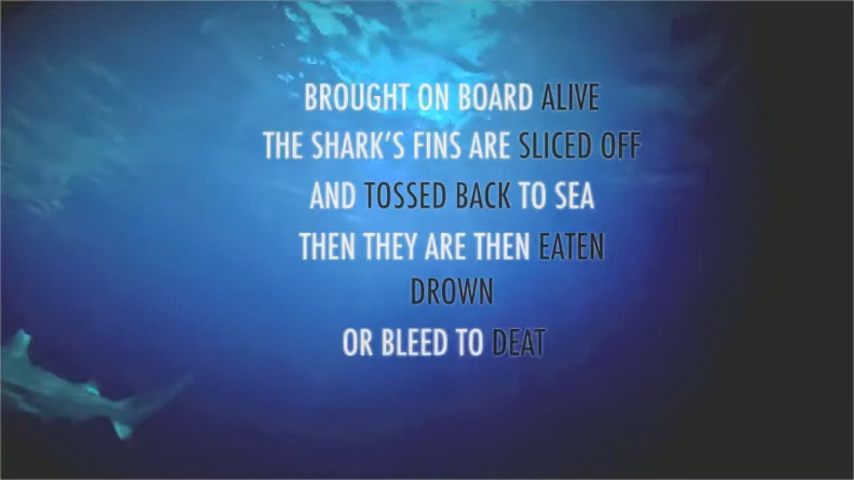 BROUGHT ON BOARD ALIVE
THE SHARK'S FINS ARE SLICED OFF
AND TOSSED BACK TO SEA
THEN THEY ARE THEN EATEN
DROWN
OR BLEED TO DEAT